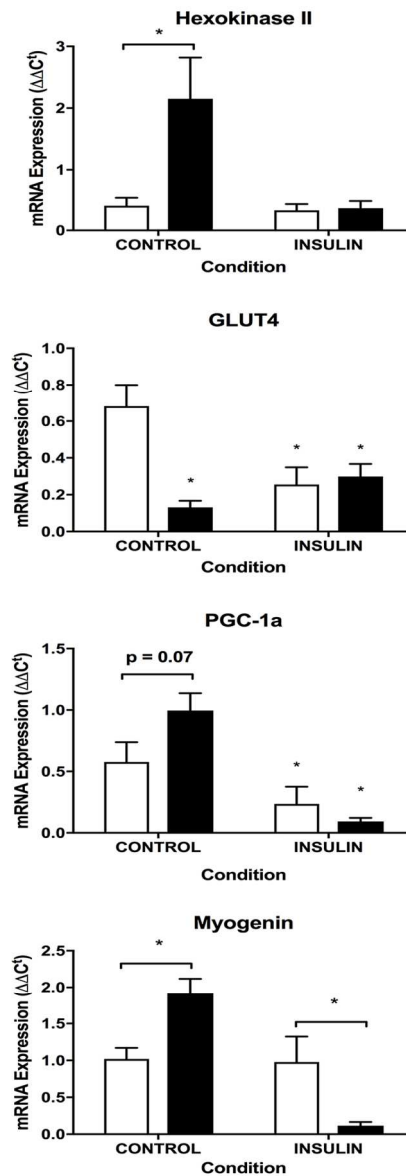 Hexokinase II
mRNA Expression (ΔΔCᵗ)
3
2
1
0
*
CONTROL INSULIN
Condition
GLUT4
mRNA Expression (ΔΔCᵗ)
1.0
0.8
0.6
0.4
0.2
0.0
* * *
CONTROL INSULIN
Condition
PGC-1a
mRNA Expression (ΔΔCᵗ)
1.5
1.0
0.5
0.0
p = 0.07
* *
CONTROL INSULIN
Condition
Myogenin
mRNA Expression (ΔΔCᵗ)
2.5
2.0
1.5
1.0
0.5
0.0
* *
CONTROL INSULIN
Condition